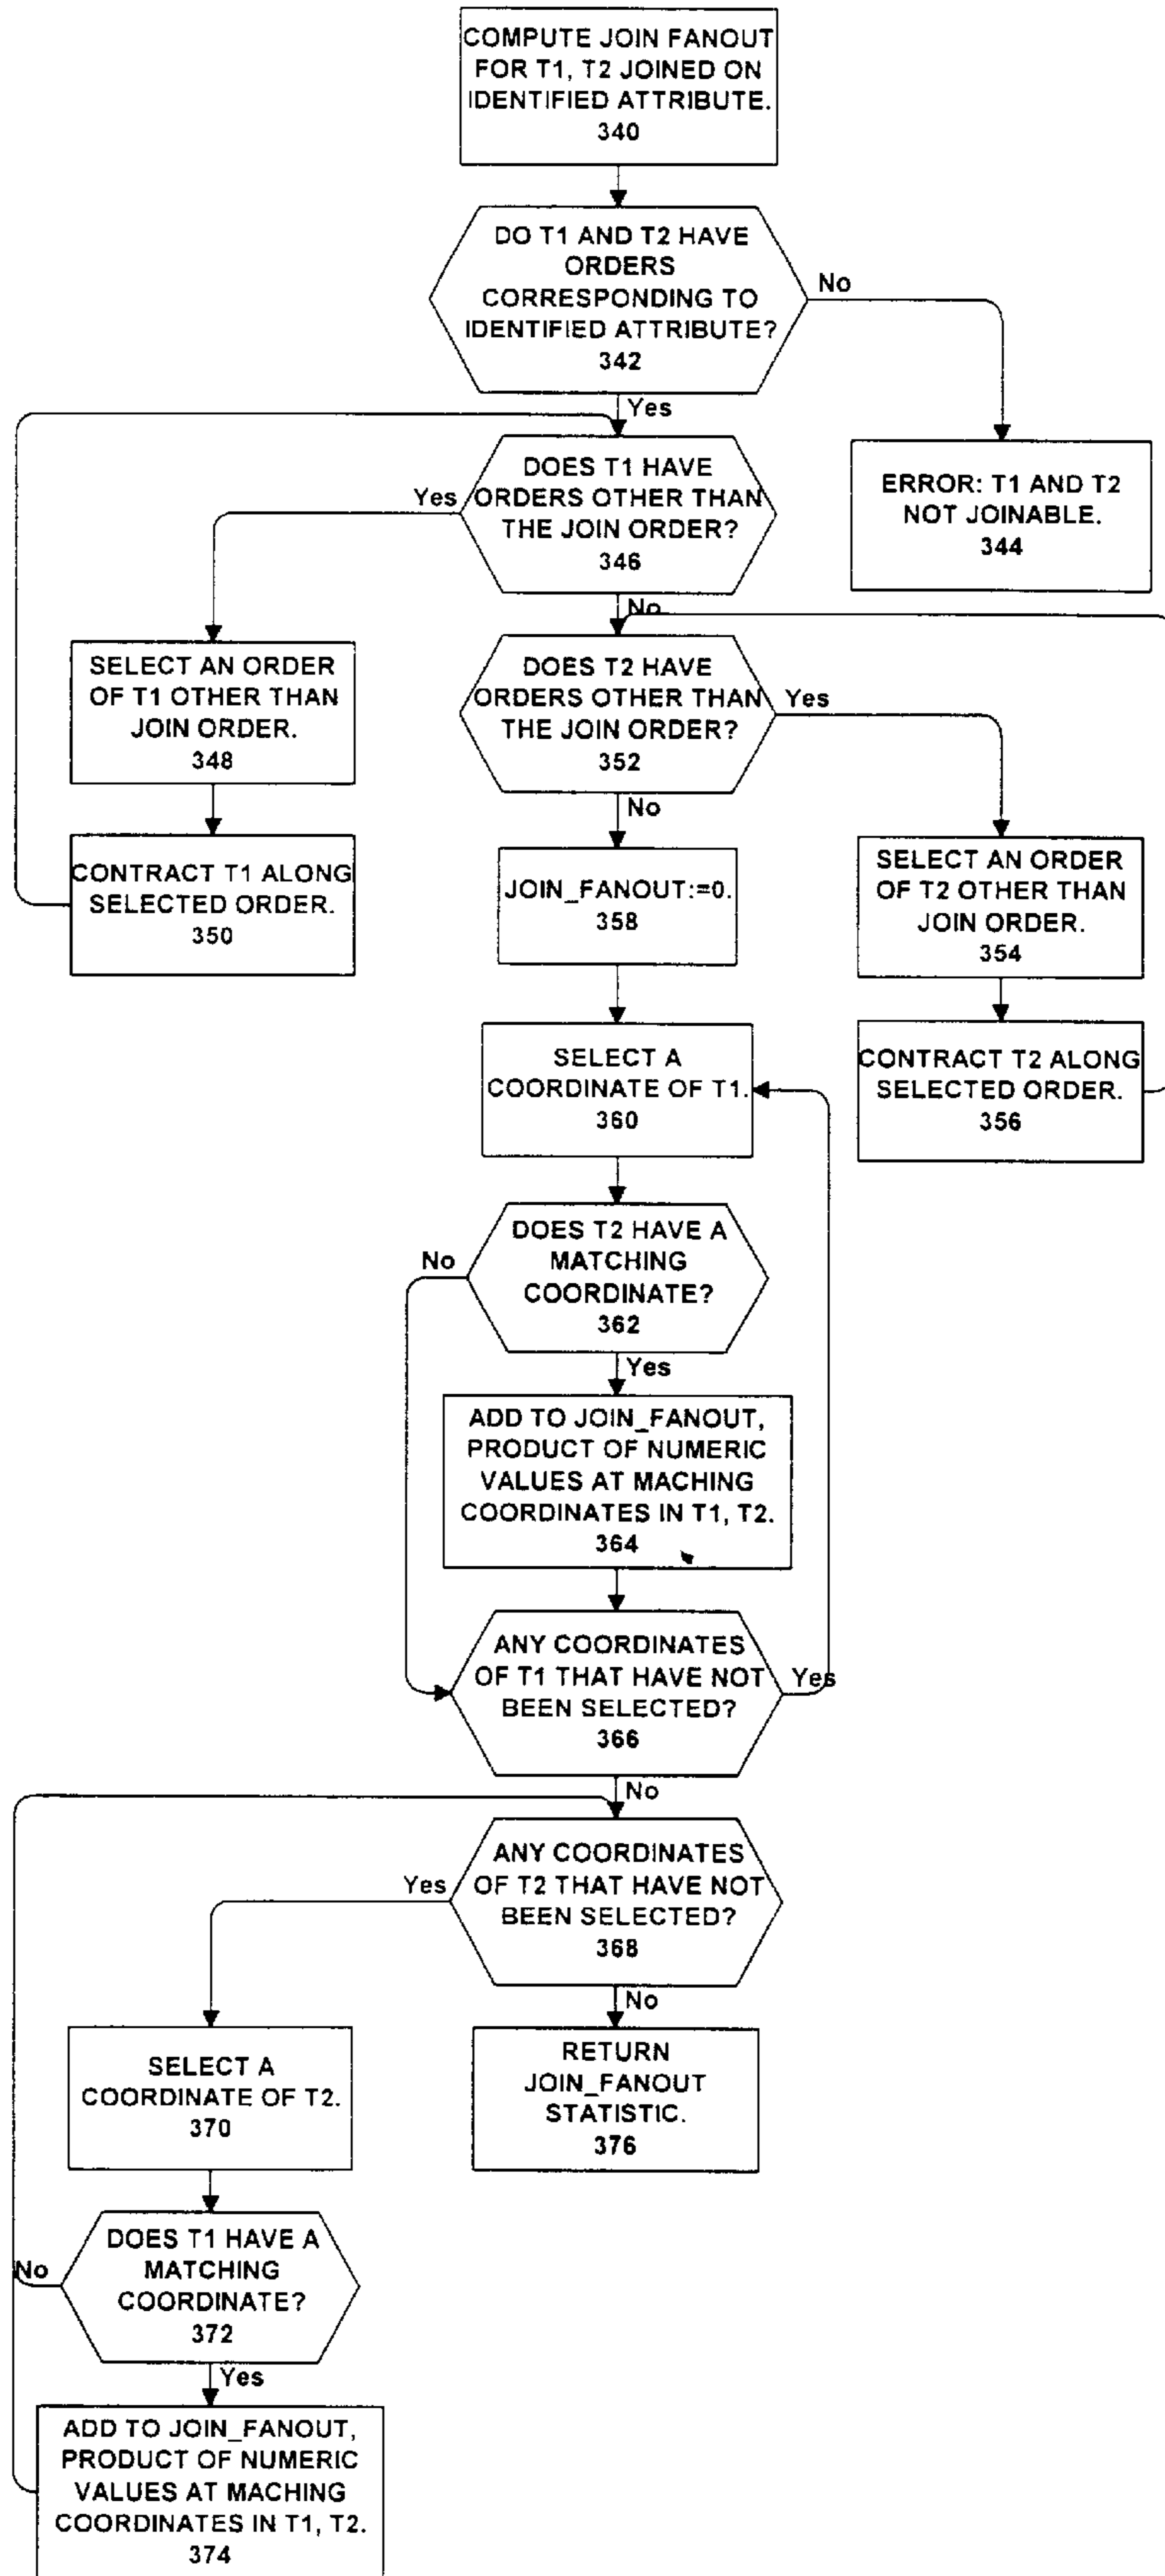 COMPUTE JOIN FANOUT
FOR T1, T2 JOINED ON
IDENTIFIED ATTRIBUTE.
340
DO T1 AND T2 HAVE
ORDERS
CORRESPONDING TO
IDENTIFIED ATTRIBUTE?
342
No
Yes
ERROR: T1 AND T2
NOT JOINABLE.
344
DOES T1 HAVE
ORDERS OTHER THAN
THE JOIN ORDER?
346
Yes
No
SELECT AN ORDER
OF T1 OTHER THAN
JOIN ORDER.
348
CONTRACT T1 ALONG
SELECTED ORDER.
350
DOES T2 HAVE
ORDERS OTHER THAN
THE JOIN ORDER?
352
Yes
No
SELECT AN ORDER
OF T2 OTHER THAN
JOIN ORDER.
354
CONTRACT T2 ALONG
SELECTED ORDER.
356
JOIN_FANOUT:=0.
358
SELECT A
COORDINATE OF T1.
360
DOES T2 HAVE A
MATCHING
COORDINATE?
362
No
Yes
ADD TO JOIN_FANOUT,
PRODUCT OF NUMERIC
VALUES AT MACHING
COORDINATES IN T1, T2.
364
ANY COORDINATES
OF T1 THAT HAVE NOT
BEEN SELECTED?
366
Yes
No
ANY COORDINATES
OF T2 THAT HAVE NOT
BEEN SELECTED?
368
Yes
No
SELECT A
COORDINATE OF T2.
370
RETURN
JOIN_FANOUT
STATISTIC.
376
DOES T1 HAVE A
MATCHING
COORDINATE?
372
No
Yes
ADD TO JOIN_FANOUT,
PRODUCT OF NUMERIC
VALUES AT MACHING
COORDINATES IN T1, T2.
374